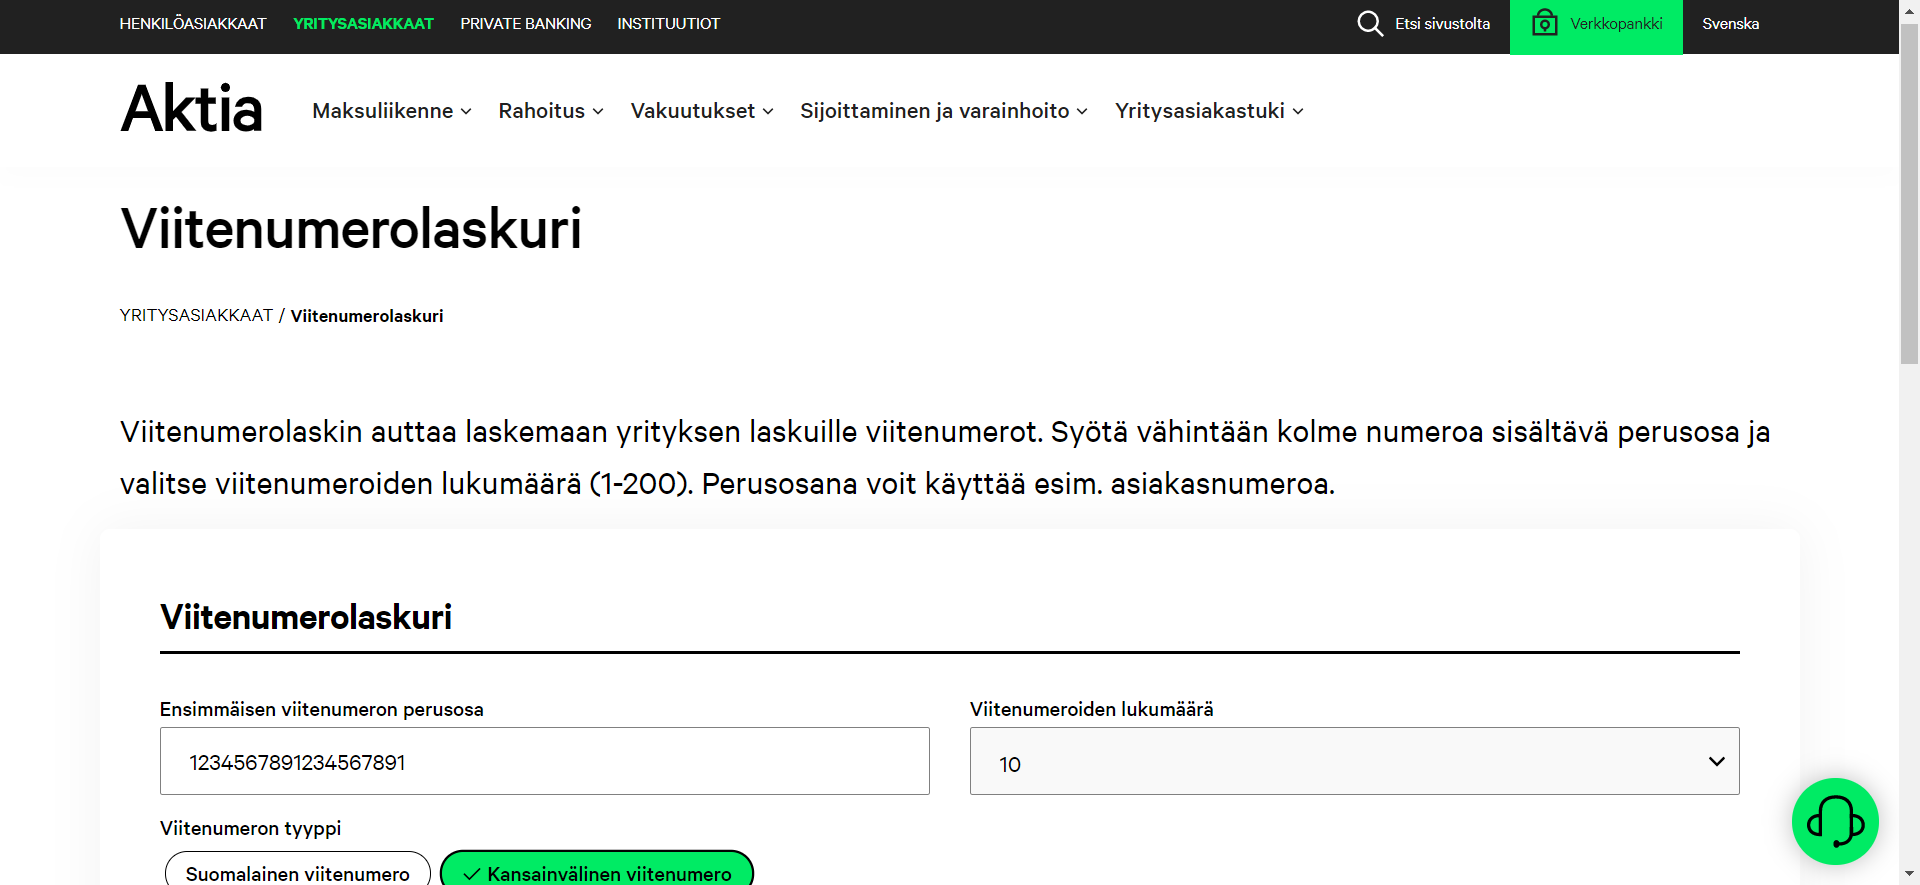 HENKILÖASIAKKAAT YRITYSASIAKKAAT PRIVATE BANKING INSTITUUTIOT Etsi sivustolta Verkkopankki Svenska
Aktia Maksuliikenne Rahoitus Vakuutukset Sijoittaminen ja varainhoito Yritysasiakastuki
Viitenumerolaskuri
YRITYSASIAKKAAT / Viitenumerolaskuri
Viitenumerolaskin auttaa laskemaan yrityksen laskuille viitenumerot. Syötä vähintään kolme numeroa sisältävä perusosa ja
valitse viitenumeroiden lukumäärä (1-200). Perusosana voit käyttää esim. asiakasnumeroa.
Viitenumerolaskuri
Ensimmäisen viitenumeron perusosa Viitenumeroiden lukumäärä
1234567891234567891 10
Viitenumeron tyyppi
Suomalainen viitenumero Kansainvälinen viitenumero